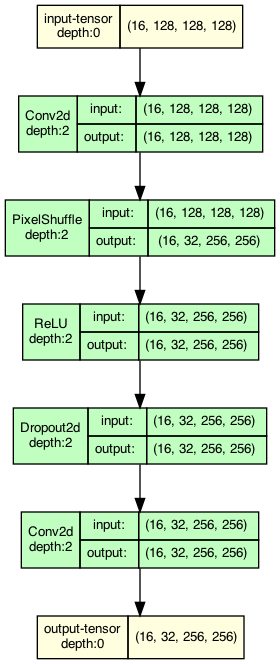 input-tensor
depth:0
(16, 128, 128, 128)
Conv2d
depth:2
input:
(16, 128, 128, 128)
output:
(16, 128, 128, 128)
PixelShuffle
depth:2
input:
(16, 128, 128, 128)
output:
(16, 32, 256, 256)
ReLU
depth:2
input:
(16, 32, 256, 256)
output:
(16, 32, 256, 256)
Dropout2d
depth:2
input:
(16, 32, 256, 256)
output:
(16, 32, 256, 256)
Conv2d
depth:2
input:
(16, 32, 256, 256)
output:
(16, 32, 256, 256)
output-tensor
depth:0
(16, 32, 256, 256)